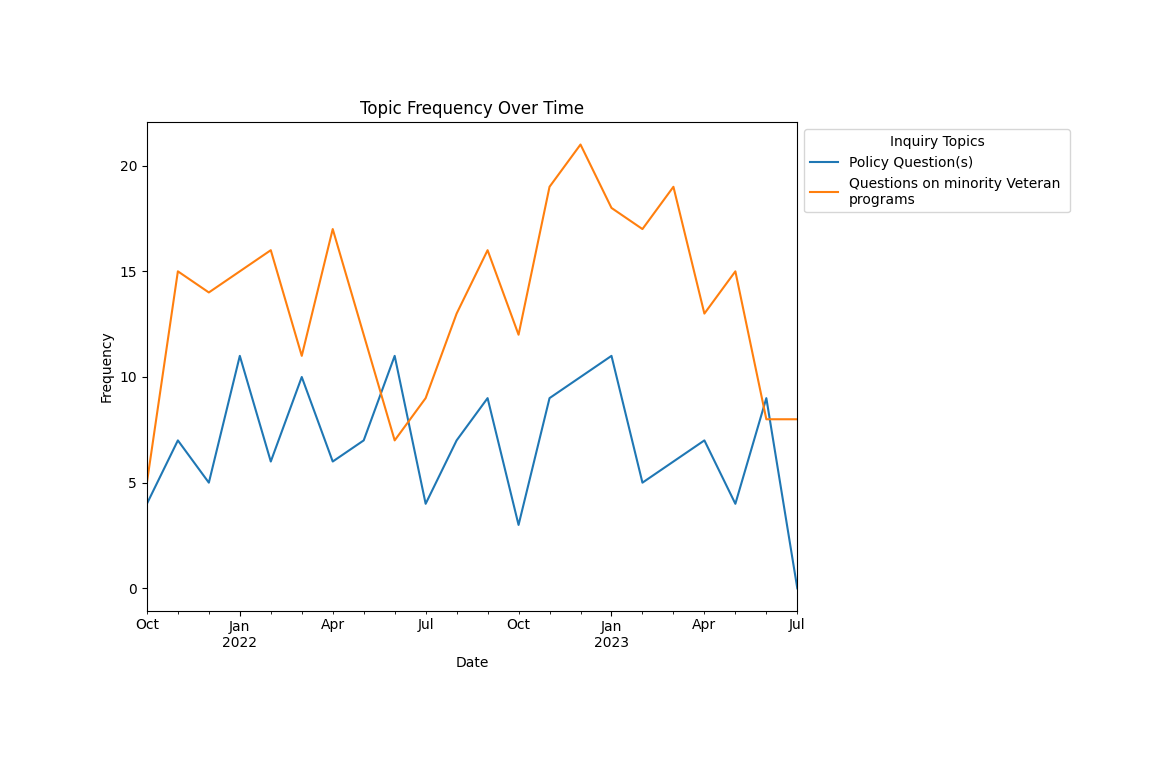 Topic Frequency Over Time
Inquiry Topics
Policy Question(s)
Questions on minority Veteran
programs
Frequency
20
15
10
5
0
Oct
Jan
2022
Apr
Jul
Oct
Jan
2023
Apr
Jul
Date